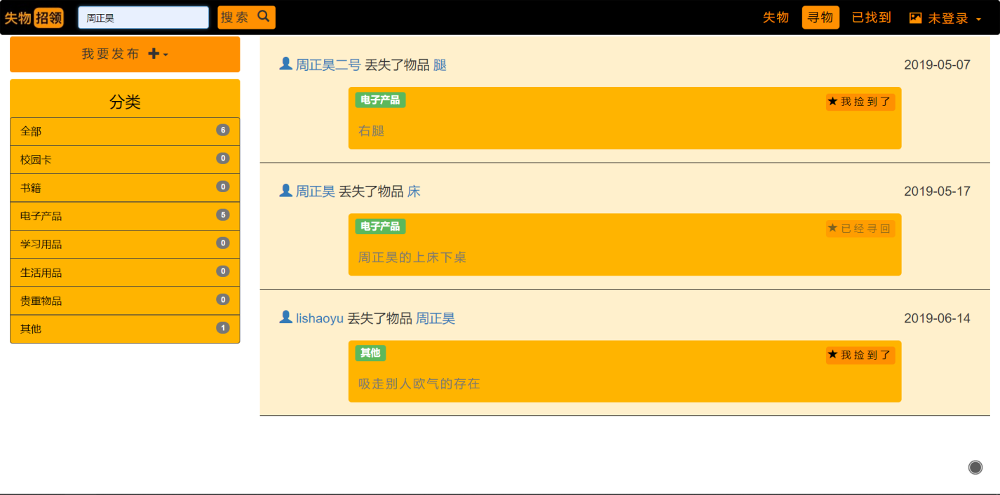 失物 招领 周正昊 搜索 失物 寻物 已找到 未登录
我要发布
分类
全部 6
校园卡 0
书籍 0
电子产品 5
学习用品 0
生活用品 0
贵重物品 0
其他 1
周正昊二号 丢失了物品 腿 2019-05-07
电子产品 ★我捡到了
右腿
周正昊 丢失了物品 床 2019-05-17
电子产品 ★已经寻回
周正昊的上床下桌
lishaoyu 丢失了物品 周正昊 2019-06-14
其他 ★我捡到了
吸走别人欧气的存在